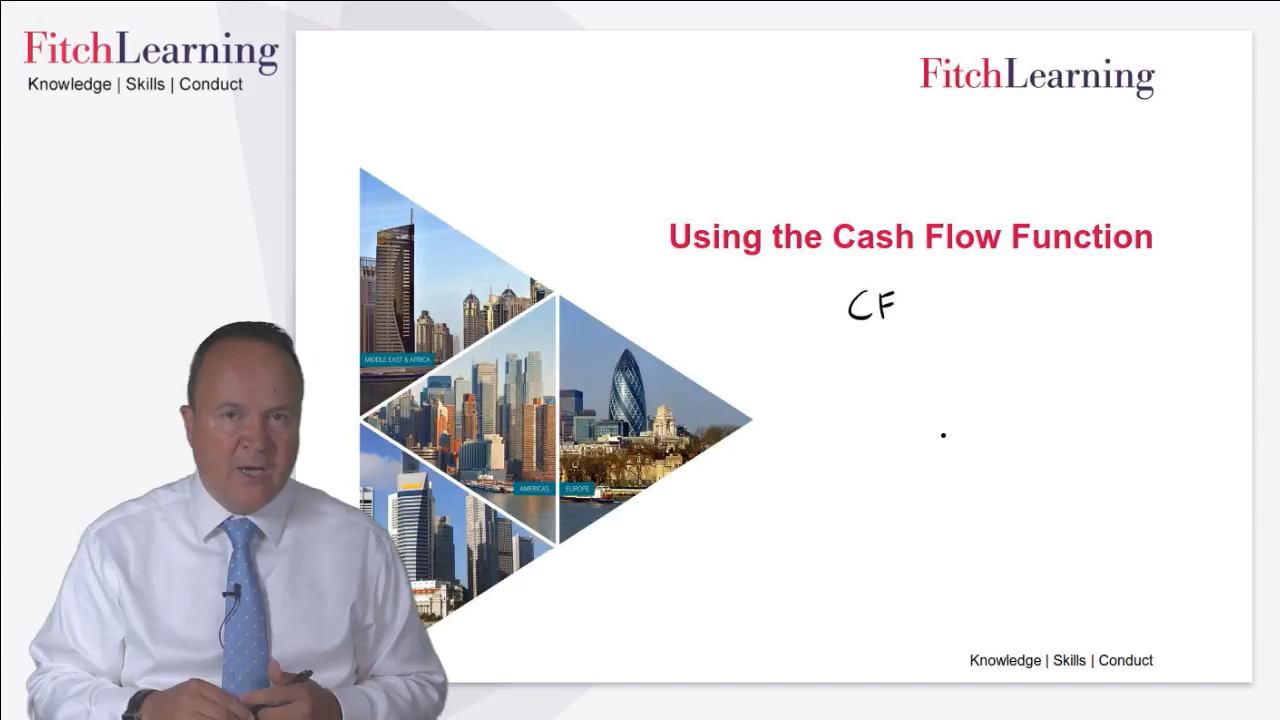 FitchLearning
Knowledge | Skills | Conduct
FitchLearning
Using the Cash Flow Function
CF
MIDDLE EAST & AFRICA
AMERICAS
EUROPE
Knowledge | Skills | Conduct